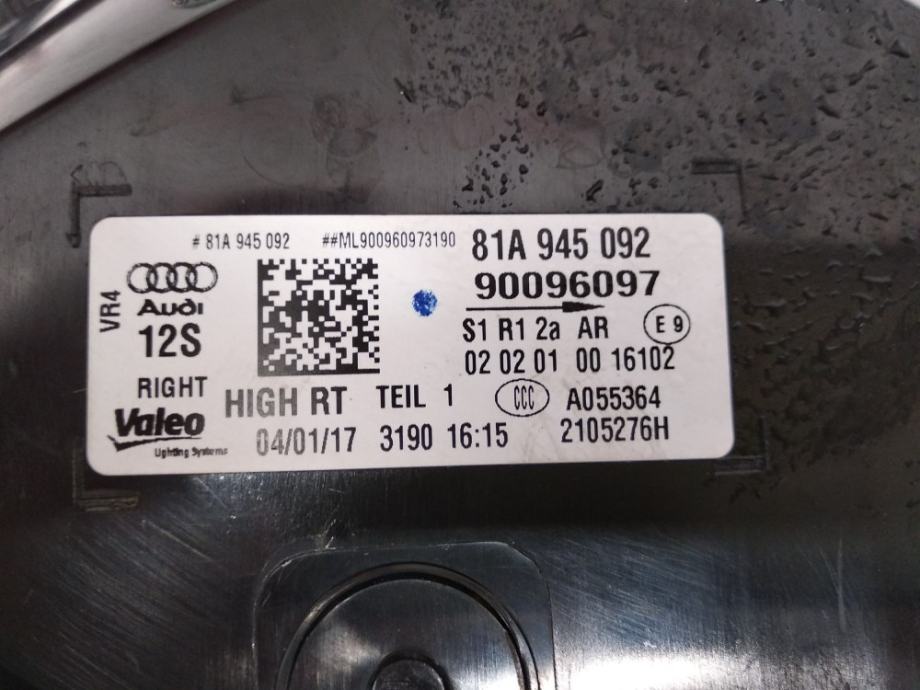 # 81A 945 092 ##ML900960973190 81A 945 092
VR4
Audi
90096097
12S
S1 R1 2a AR E 9
02 02 01 00 16102
RIGHT
HIGH RT TEIL 1 CCC A055364
Valeo
Lighting Systems
04/01/17 3190 16:15 2105276H